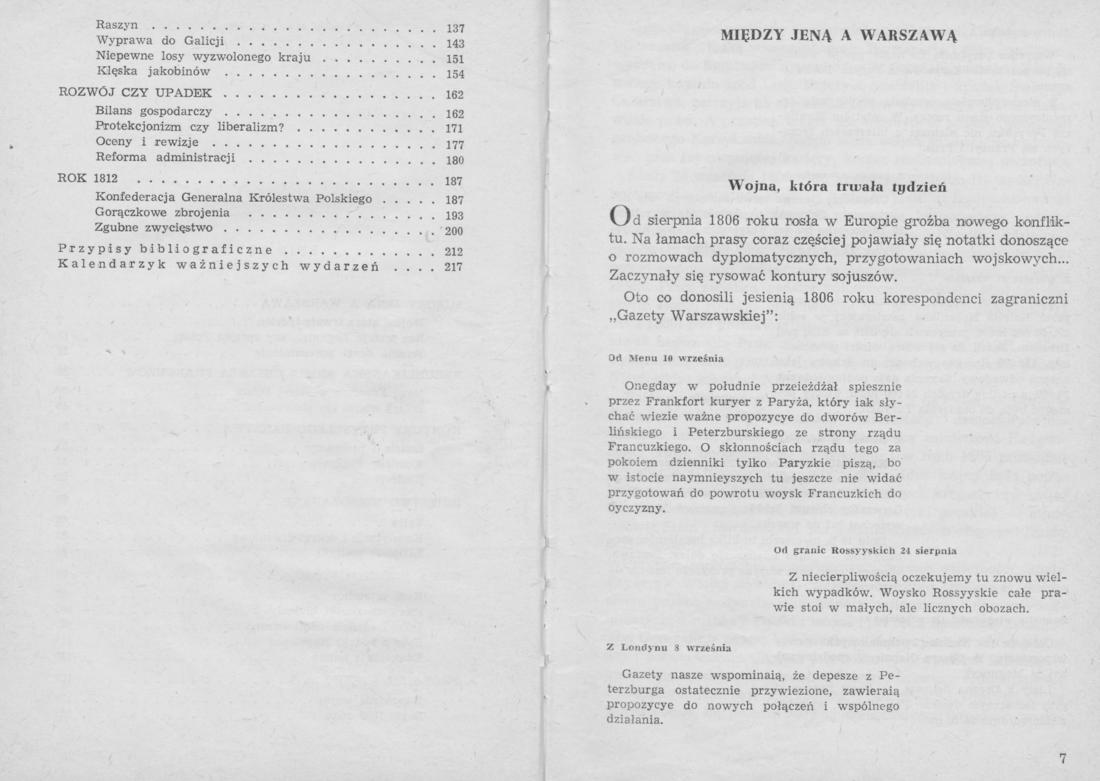 Raszyn . . . . . . . . . . . . . . . . . . . . . . . 137
Wyprawa do Galicji . . . . . . . . . . . . . . . . 143
Niepewne losy wyzwolonego kraju . . . . . . . . . 151
Klęska jakobinów . . . . . . . . . . . . . . . . . 154
ROZWÓJ CZY UPADEK . . . . . . . . . . . . . . . . . 162
Bilans gospodarczy . . . . . . . . . . . . . . . . . 162
Protekcjonizm czy liberalizm? . . . . . . . . . . . 171
Oceny i rewizje . . . . . . . . . . . . . . . . . . 177
Reforma administracji . . . . . . . . . . . . . . . 180
ROK 1812 . . . . . . . . . . . . . . . . . . . . . . . 187
Konfederacja Generalna Królestwa Polskiego . . . . . 187
Gorączkowe zbrojenia . . . . . . . . . . . . . . . 193
Zgubne zwycięstwo . . . . . . . . . . . . . . . . . 200
Przypisy bibliograficzne . . . . . . . . . . . . 212
Kalendarzyk ważniejszych wydarzeń . . . . 217
MIĘDZY JENĄ A WARSZAWĄ
Wojna, która trwała tydzień
Od sierpnia 1806 roku rosła w Europie groźba nowego konflik-
tu. Na łamach prasy coraz częściej pojawiały się notatki donoszące
o rozmowach dyplomatycznych, przygotowaniach wojskowych...
Zaczynały się rysować kontury sojuszów.
Oto co donosili jesienią 1806 roku korespondenci zagraniczni
„Gazety Warszawskiej":
Od Menu 10 września
Onegday w południe przeieżdżał spiesznie
przez Frankfort kuryer z Paryża, który iak sły-
chać wiezie ważne propozycye do dworów Ber-
lińskiego i Peterzburskiego ze strony rządu
Francuzkiego. O skłonnościach rządu tego za
pokoiem dzienniki tylko Paryzkie piszą, bo
w istocie naymnieyszych tu jeszcze nie widać
przygotowań do powrotu woysk Francuzkich do
oyczyzny.
Od granic Rossyyskich 24 sierpnia
Z niecierpliwością oczekujemy tu znowu wiel-
kich wypadków. Woysko Rossyyskie całe pra-
wie stoi w małych, ale licznych obozach.
Z Londynu 8 września
Gazety nasze wspominaią, że depesze z Pe-
terzburga ostatecznie przywiezione, zawieraią
propozycye do nowych połączeń i wspólnego
działania.
7